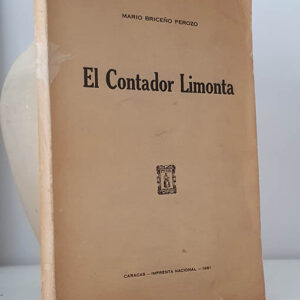 MARIO BRICEÑO PEROZO
El Contador Limonta
CARACAS — IMPRENTA NACIONAL — 1961